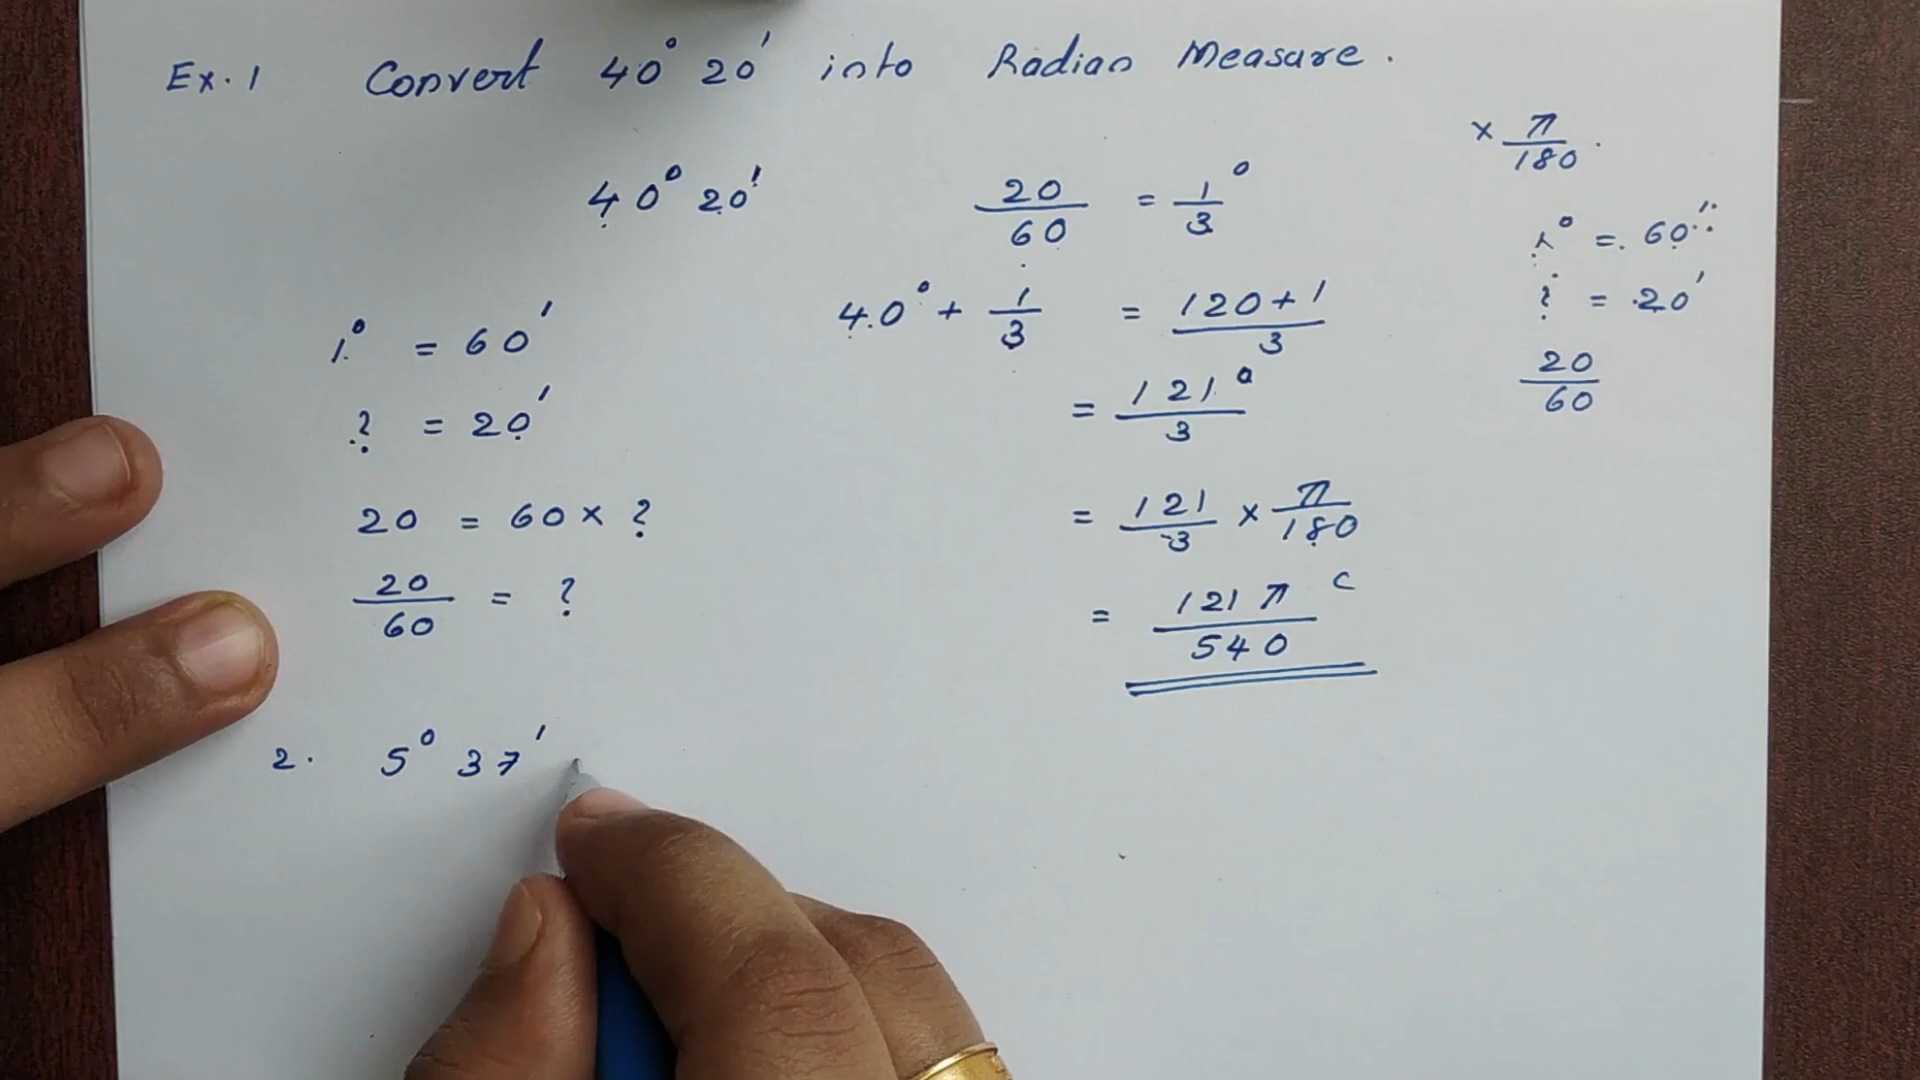 Ex. 1 Convert 40° 20' into Radian Measure.
× π/180.
40° 20'
20/60 = 1/3°
1° = 60'
? = 20'
20/60
1° = 60'
? = 20'
20 = 60 × ?
20/60 = ?
40° + 1/3 = 120+1/3
= 121°/3
= 121/3 × π/180
= 121π/540 c
2. 5° 37'